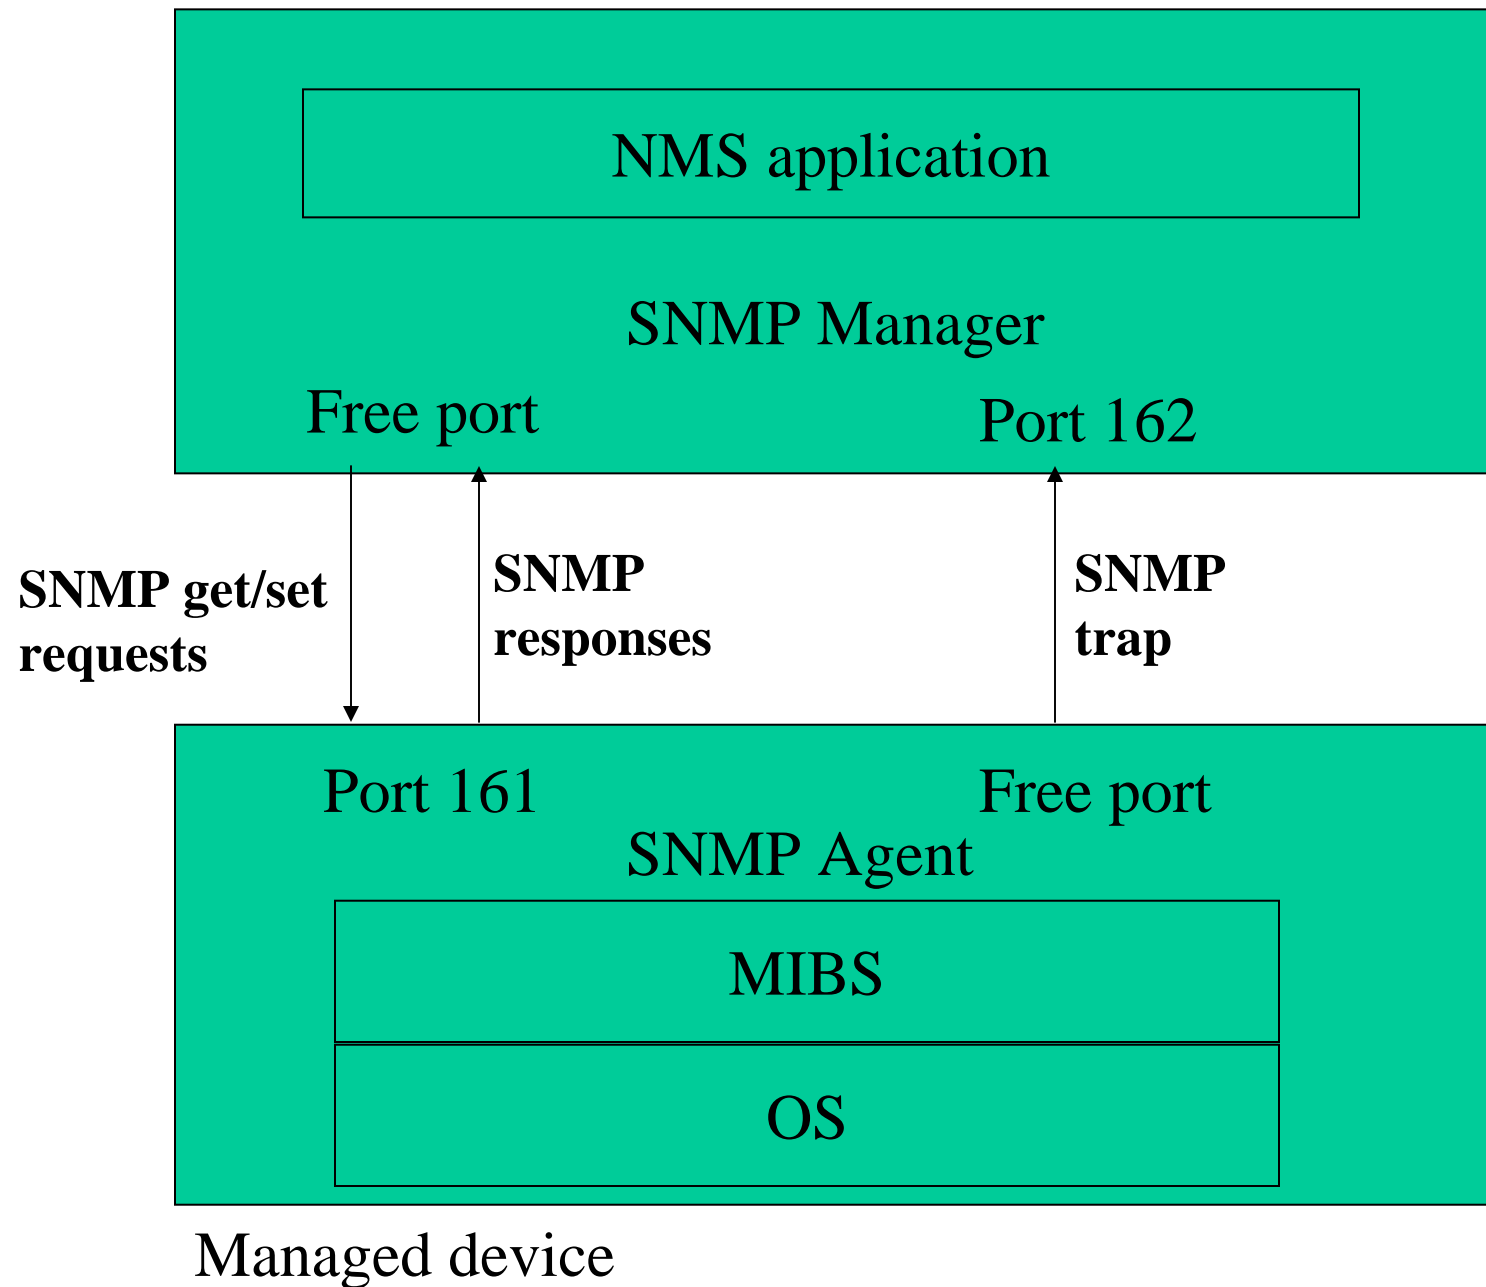 NMS application
SNMP Manager
Free port
Port 162
SNMP get/set
requests
SNMP
responses
SNMP
trap
Port 161
Free port
SNMP Agent
MIBS
OS
Managed device